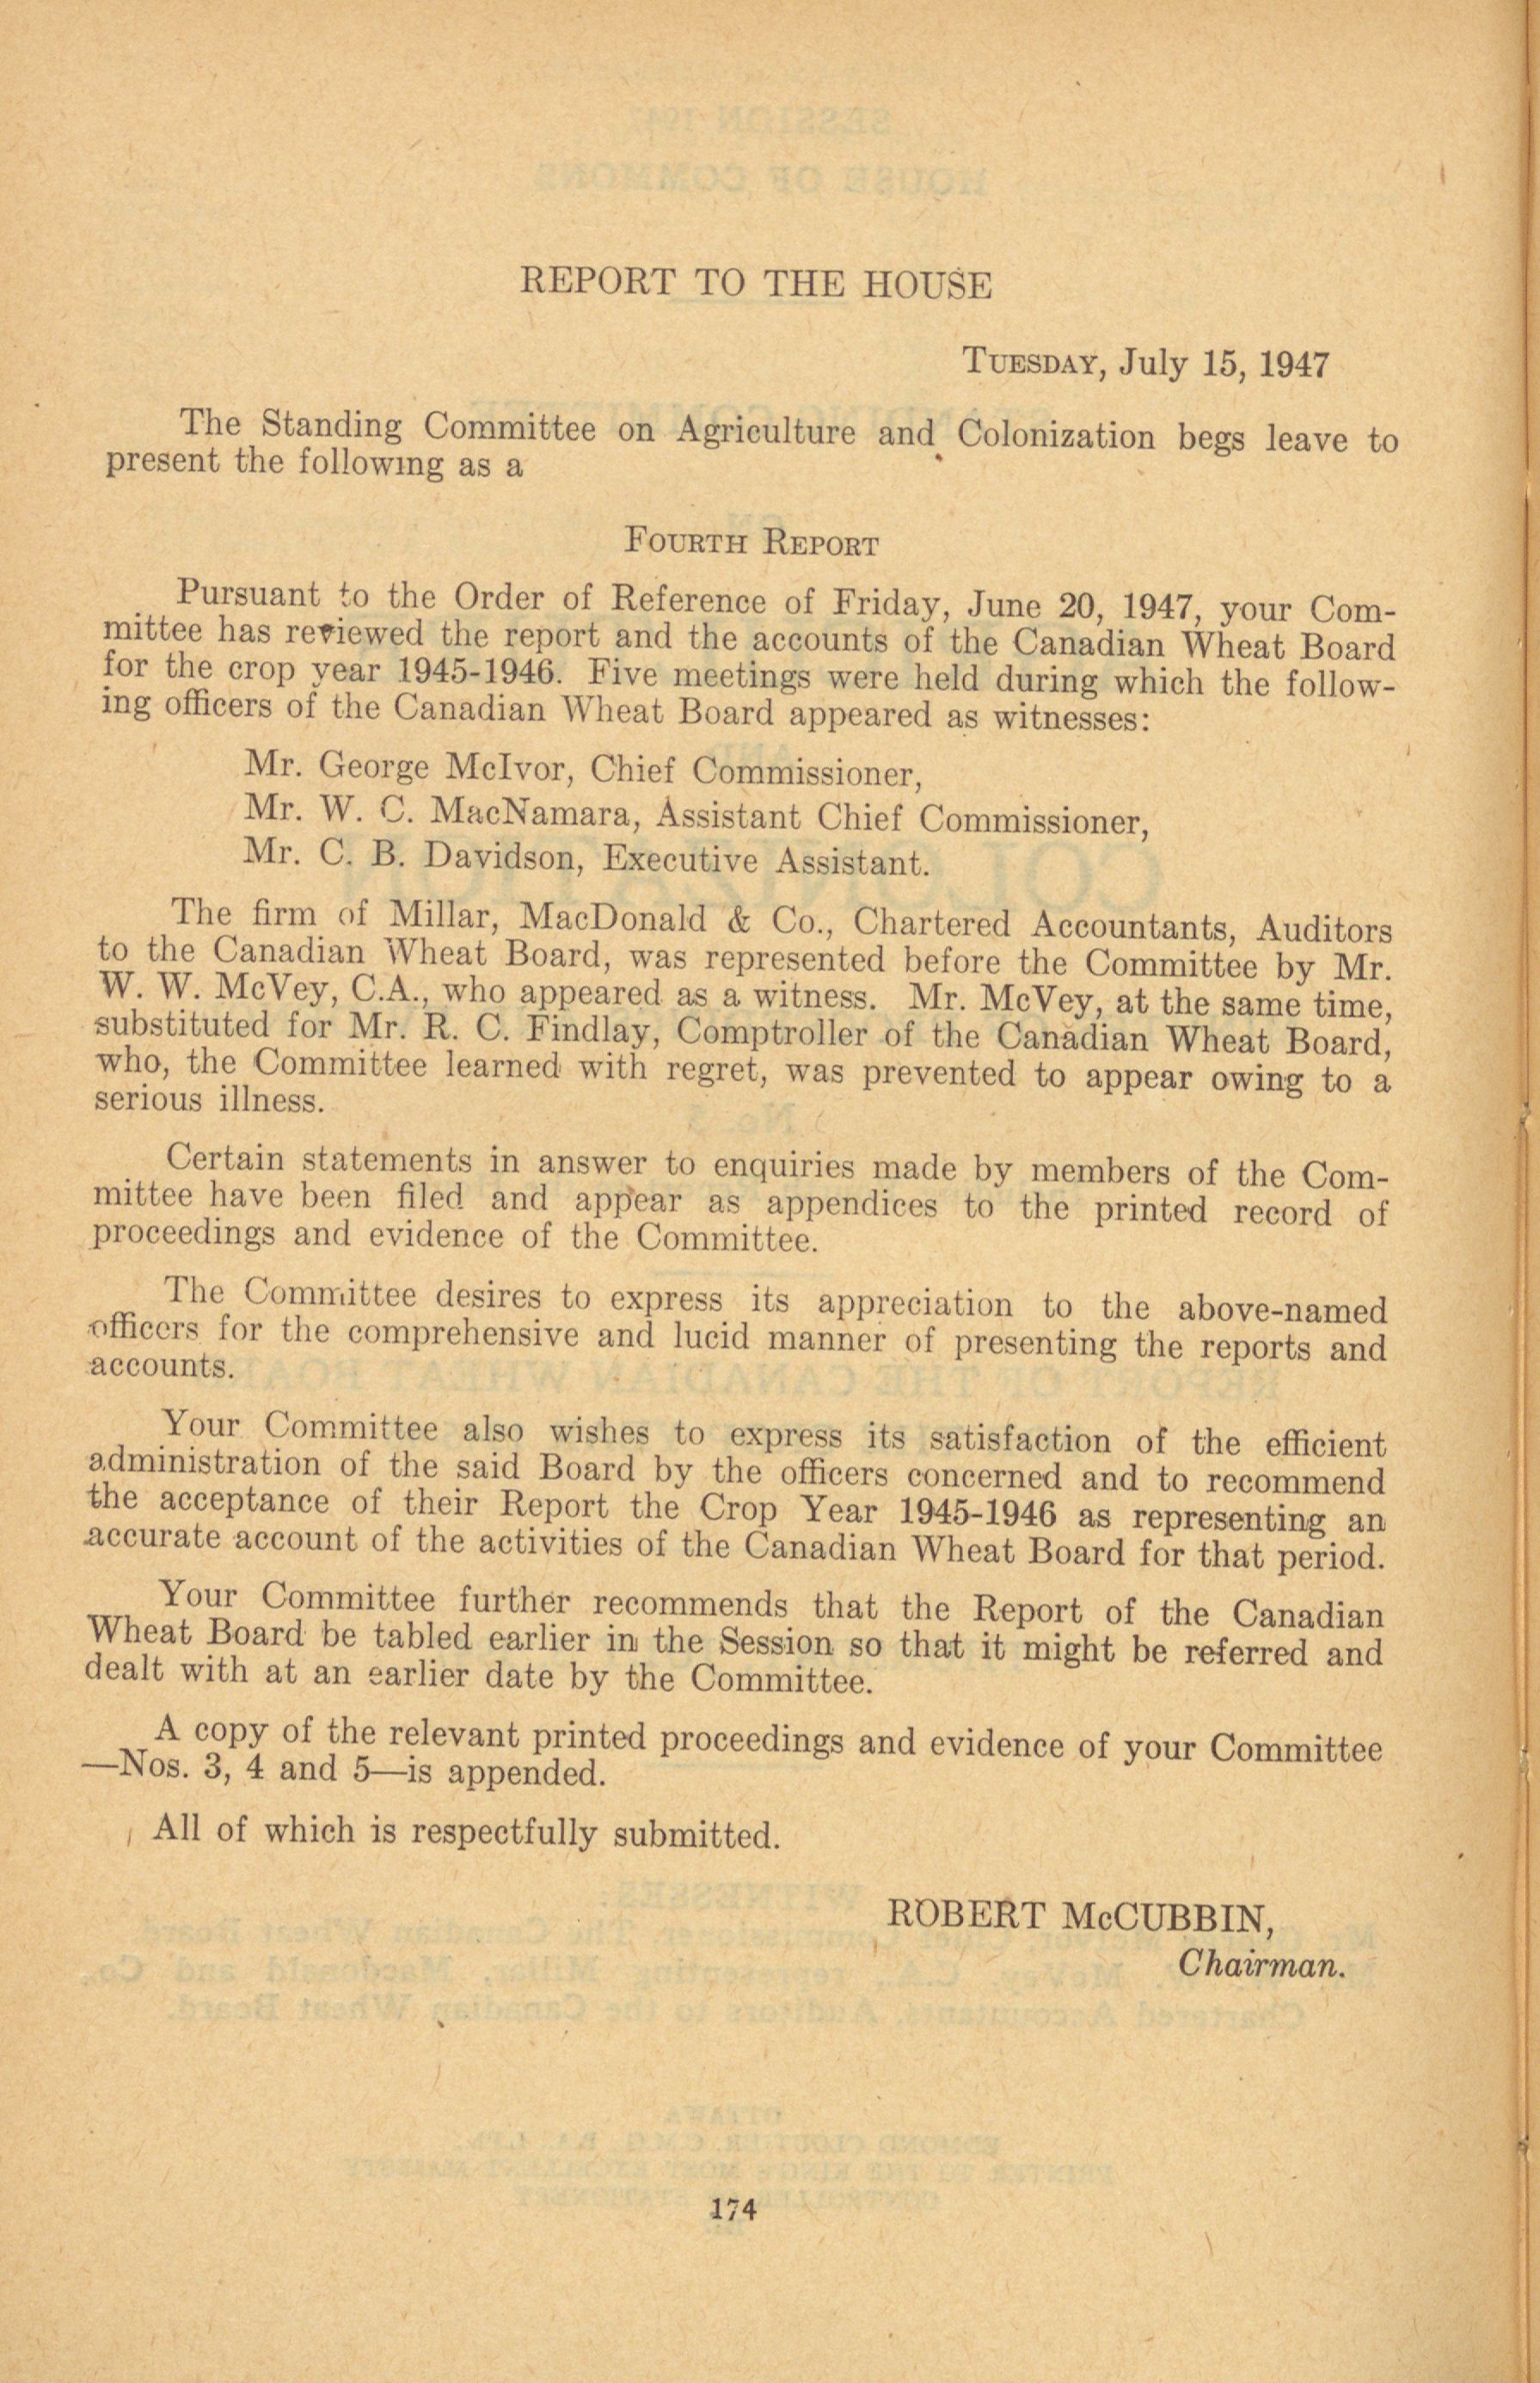 REPORT TO THE HOUSE
TUESDAY, July 15, 1947
The Standing Committee on Agriculture and Colonization begs leave to
present the following as a
FOURTH REPORT
Pursuant to the Order of Reference of Friday, June 20, 1947, your Com-
mittee has reviewed the report and the accounts of the Canadian Wheat Board
for the crop year 1945-1946. Five meetings were held during which the follow-
ing officers of the Canadian Wheat Board appeared as witnesses:
Mr. George McIvor, Chief Commissioner,
Mr. W. C. MacNamara, Assistant Chief Commissioner,
Mr. C. B. Davidson, Executive Assistant.
The firm of Millar, MacDonald & Co., Chartered Accountants, Auditors
to the Canadian Wheat Board, was represented before the Committee by Mr.
W. W. McVey, C.A., who appeared as a witness. Mr. McVey, at the same time,
substituted for Mr. R. C. Findlay, Comptroller of the Canadian Wheat Board,
who, the Committee learned with regret, was prevented to appear owing to a
serious illness.
Certain statements in answer to enquiries made by members of the Com-
mittee have been filed and appear as appendices to the printed record of
proceedings and evidence of the Committee.
The Committee desires to express its appreciation to the above-named
officers for the comprehensive and lucid manner of presenting the reports and
accounts.
Your Committee also wishes to express its satisfaction of the efficient
administration of the said Board by the officers concerned and to recommend
the acceptance of their Report the Crop Year 1945-1946 as representing an
accurate account of the activities of the Canadian Wheat Board for that period.
Your Committee further recommends that the Report of the Canadian
Wheat Board be tabled earlier in the Session so that it might be referred and
dealt with at an earlier date by the Committee.
A copy of the relevant printed proceedings and evidence of your Committee
—Nos. 3, 4 and 5—is appended.
All of which is respectfully submitted.
ROBERT McCUBBIN,
Chairman.
174